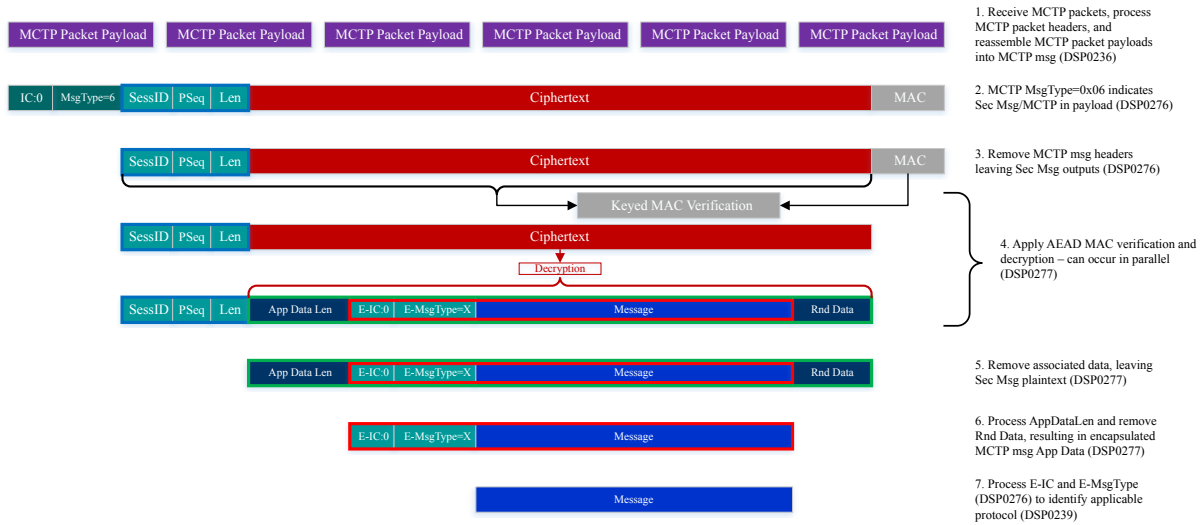 MCTP Packet Payload MCTP Packet Payload MCTP Packet Payload MCTP Packet Payload MCTP Packet Payload MCTP Packet Payload
1. Receive MCTP packets, process
MCTP packet headers, and
reassemble MCTP packet payloads
into MCTP msg (DSP0236)
IC:0 MsgType=6 SessID PSeq Len Ciphertext MAC
2. MCTP MsgType=0x06 indicates
Sec Msg/MCTP in payload (DSP0276)
SessID PSeq Len Ciphertext MAC
3. Remove MCTP msg headers
leaving Sec Msg outputs (DSP0276)
Keyed MAC Verification
SessID PSeq Len Ciphertext
Decryption
4. Apply AEAD MAC verification and
decryption – can occur in parallel
(DSP0277)
SessID PSeq Len App Data Len E-IC:0 E-MsgType=X Message Rnd Data
App Data Len E-IC:0 E-MsgType=X Message Rnd Data
5. Remove associated data, leaving
Sec Msg plaintext (DSP0277)
E-IC:0 E-MsgType=X Message
6. Process AppDataLen and remove
Rnd Data, resulting in encapsulated
MCTP msg App Data (DSP0277)
Message
7. Process E-IC and E-MsgType
(DSP0276) to identify applicable
protocol (DSP0239)